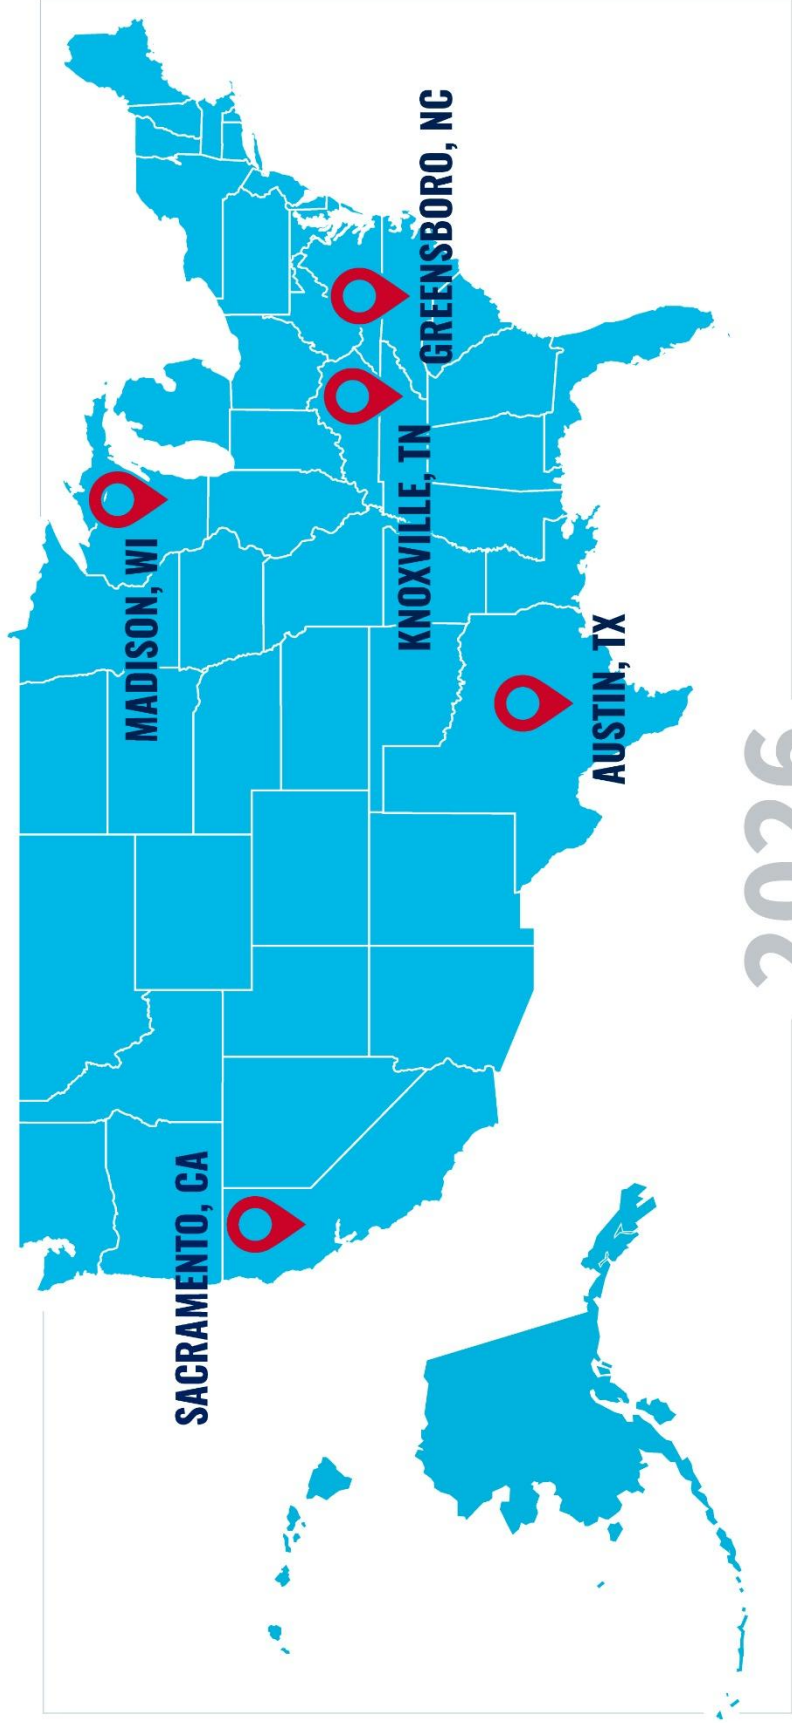 MADISON, WI
SACRAMENTO, CA
GREENSBORO, NC
KNOXVILLE, TN
AUSTIN, TX
2026